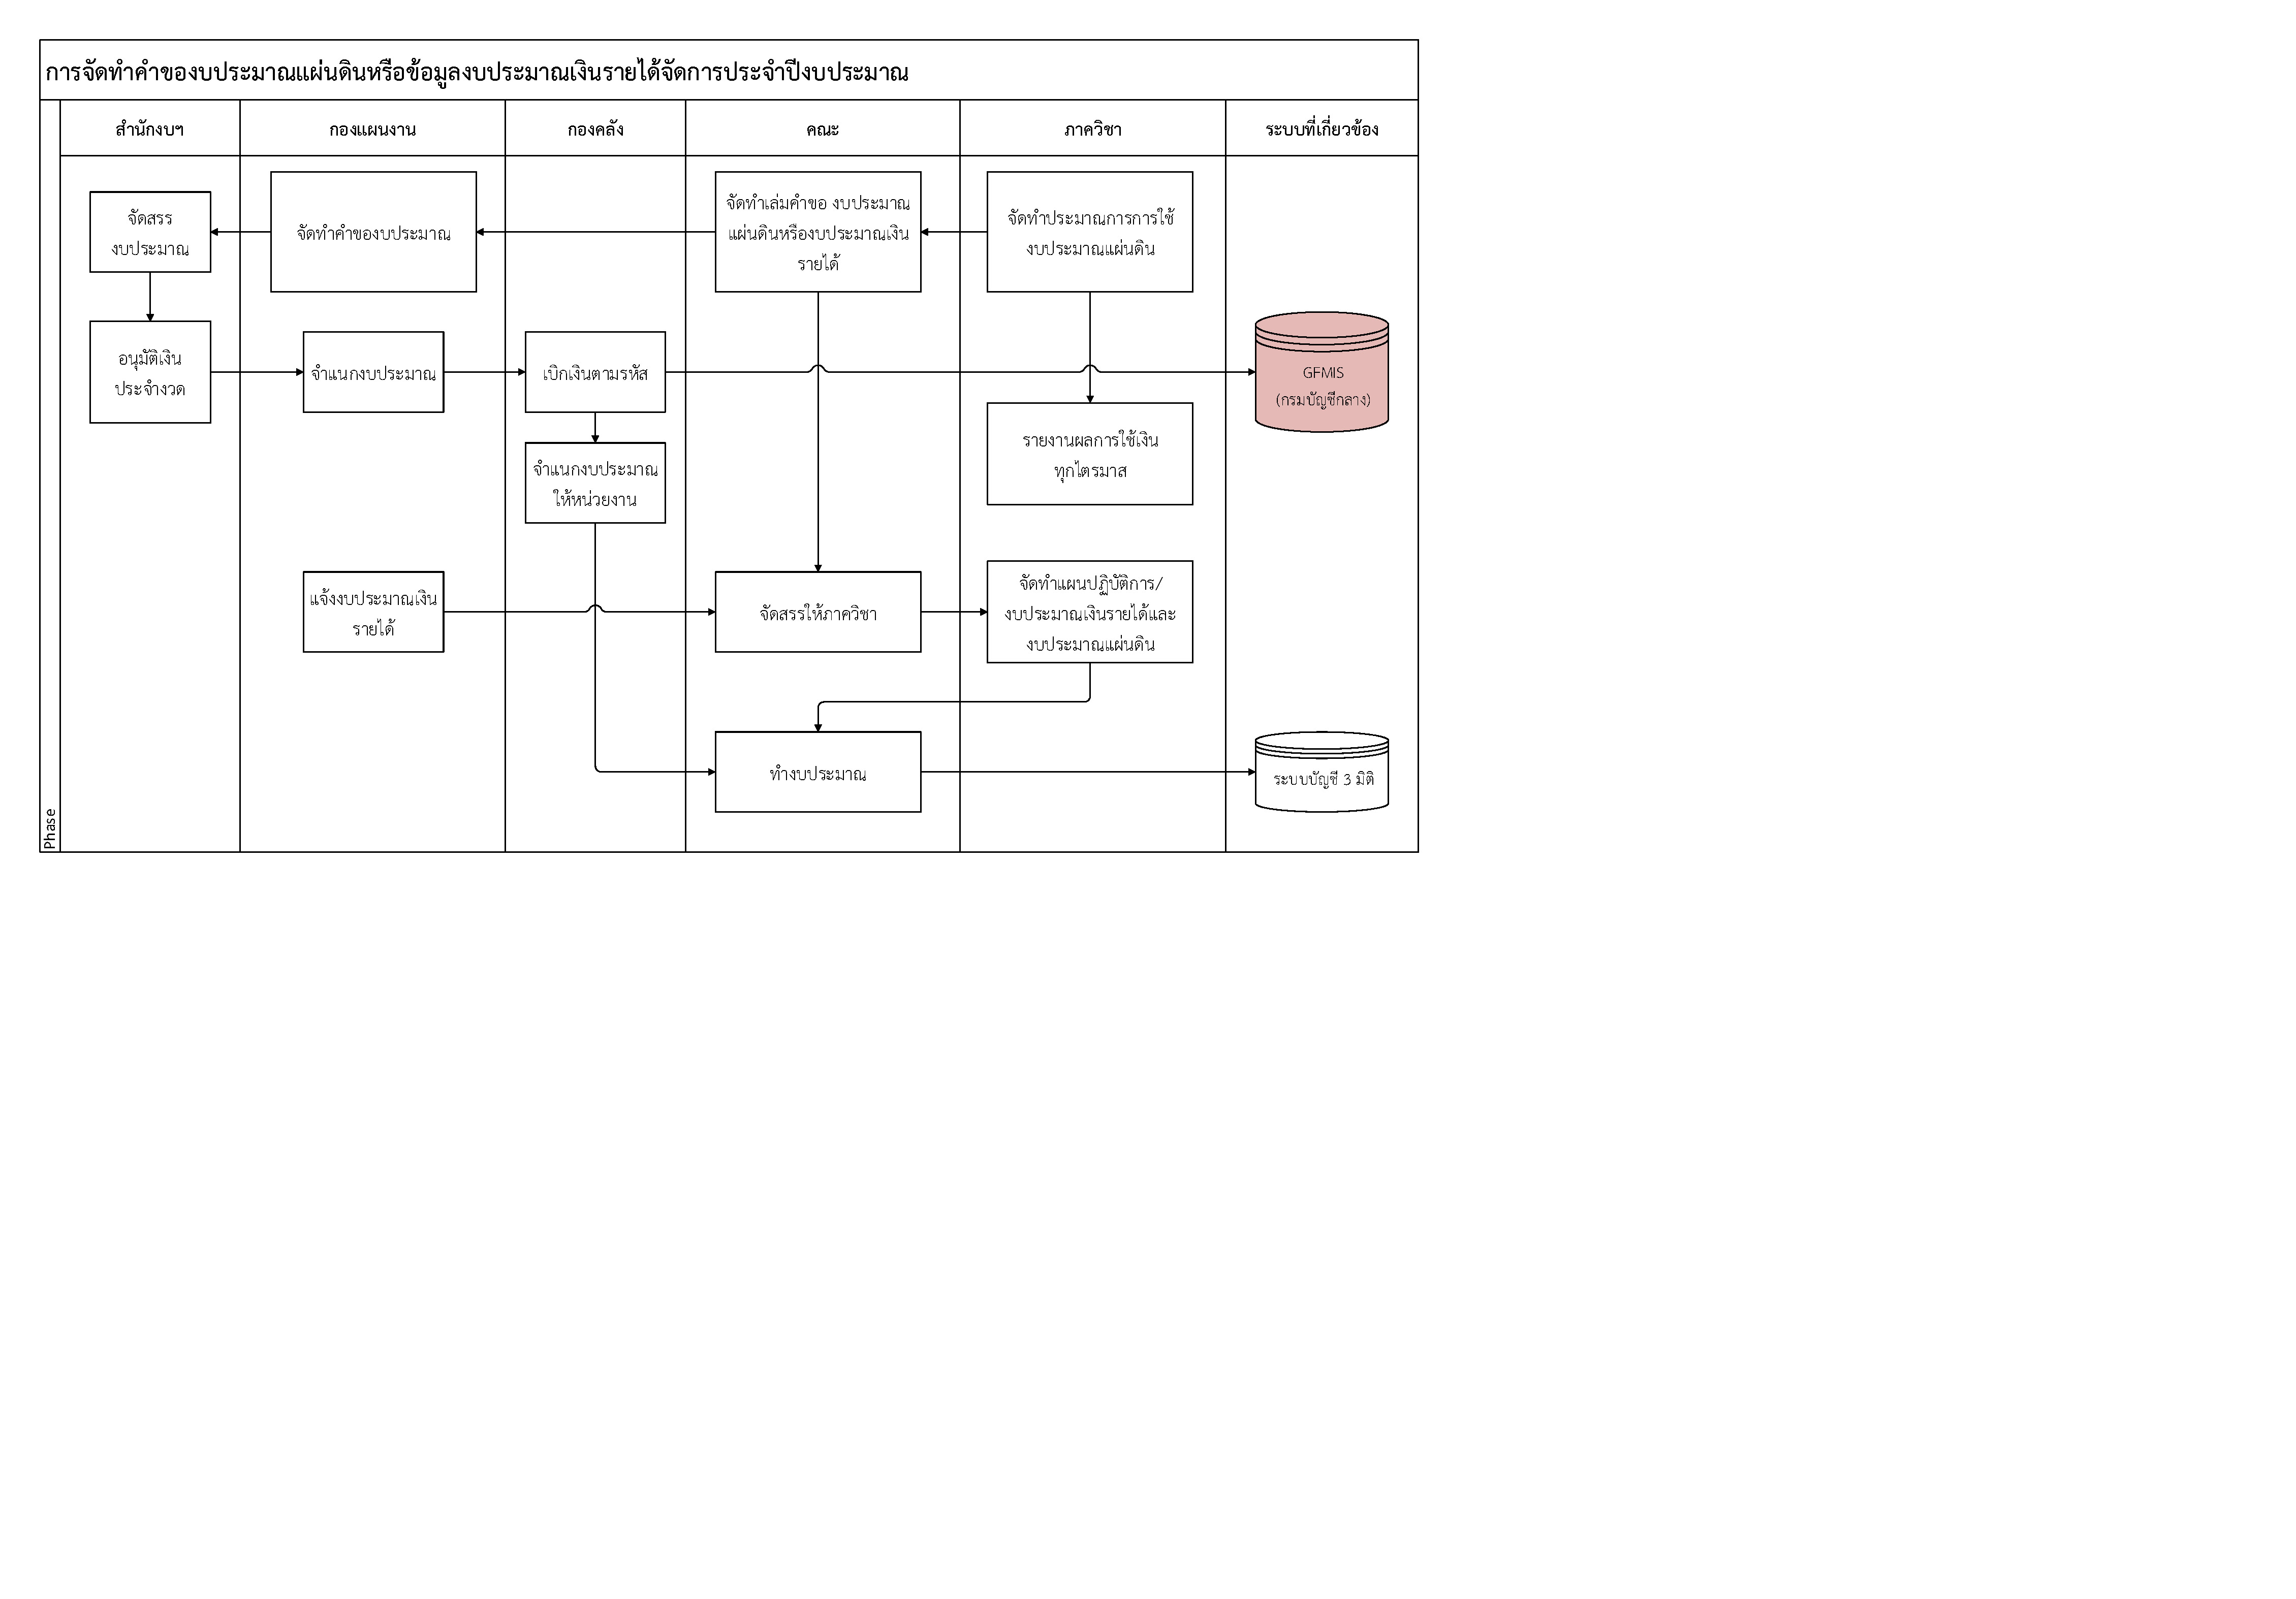 การจัดทำคำของบประมาณแผ่นดินหรือข้อมูลงบประมาณเงินรายได้จัดการประจำปีงบประมาณ
สำนักงบฯ
กองแผนงาน
กองคลัง
คณะ
ภาควิชา
ระบบที่เกี่ยวข้อง
จัดสรร
งบประมาณ
จัดทำคำของบประมาณ
จัดทำเล่มคำขอ งบประมาณ
แผ่นดินหรืองบประมาณเงิน
รายได้
จัดทำประมาณการการใช้
งบประมาณแผ่นดิน
อนุมัติเงิน
ประจำงวด
จำแนกงบประมาณ
เบิกเงินตามรหัส
GFMIS
(กรมบัญชีกลาง)
จำแนกงบประมาณ
ให้หน่วยงาน
รายงานผลการใช้เงิน
ทุกไตรมาส
แจ้งงบประมาณเงิน
รายได้
จัดสรรให้ภาควิชา
จัดทำแผนปฏิบัติการ/
งบประมาณเงินรายได้และ
งบประมาณแผ่นดิน
ทำงบประมาณ
ระบบบัญชี 3 มิติ
Phase